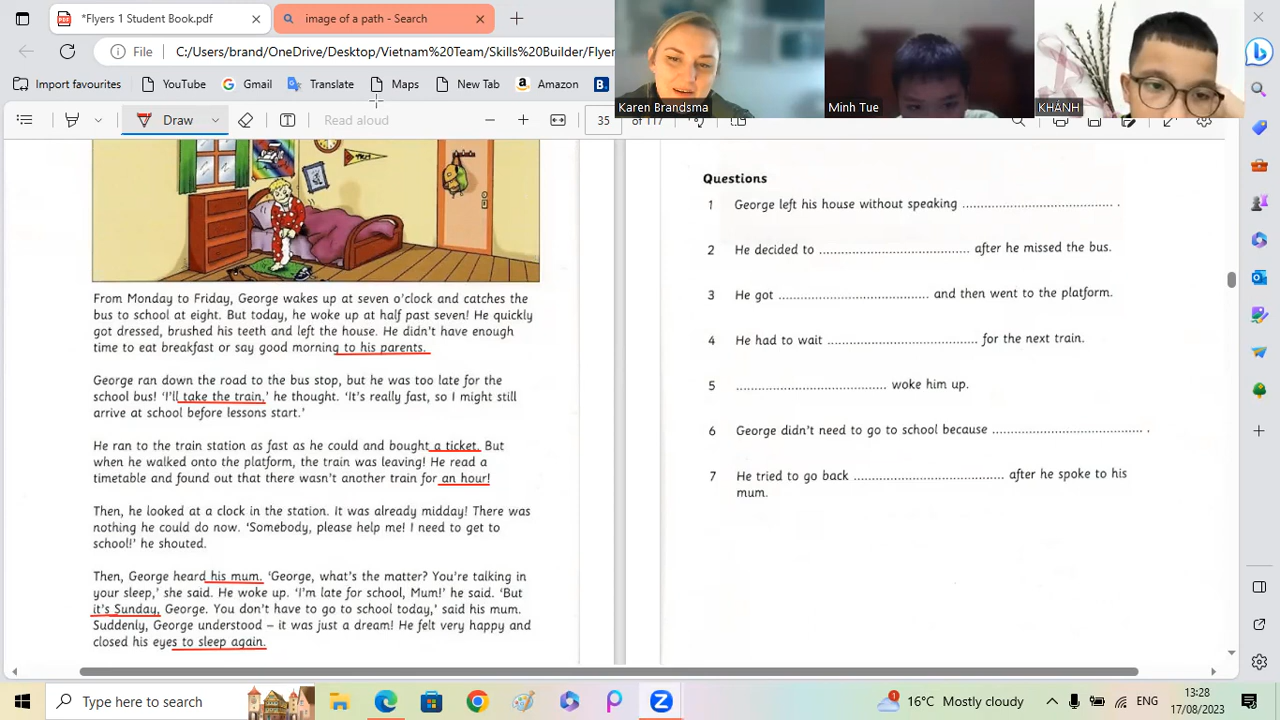 *Flyers 1 Student Book.pdf
image of a path - Search
File
C:/Users/brand/OneDrive/Desktop/Vietnam%20Team/Skills%20Builder/Flyer
Import favourites
YouTube
Gmail
Translate
Maps
New Tab
Amazon
B.
Draw
Read aloud
35
of 117
Karen Brandsma
Minh Tue
KHÁNH
From Monday to Friday, George wakes up at seven o'clock and catches the
bus to school at eight. But today, he woke up at half past seven! He quickly
got dressed, brushed his teeth and left the house. He didn't have enough
time to eat breakfast or say good morning to his parents.
George ran down the road to the bus stop, but he was too late for the
school bus! 'I'll take the train,' he thought. 'It's really fast, so I might still
arrive at school before lessons start.'
He ran to the train station as fast as he could and bought a ticket. But
when he walked onto the platform, the train was leaving! He read a
timetable and found out that there wasn't another train for an hour!
Then, he looked at a clock in the station. It was already midday! There was
nothing he could do now. 'Somebody, please help me! I need to get to
school!' he shouted.
Then, George heard his mum. 'George, what's the matter? You're talking in
your sleep,' she said. He woke up. 'I'm late for school, Mum!' he said. 'But
it's Sunday, George. You don't have to go to school today,' said his mum.
Suddenly, George understood – it was just a dream! He felt very happy and
closed his eyes to sleep again.
Questions
1 George left his house without speaking ........................................ .
2 He decided to ........................................ after he missed the bus.
3 He got ........................................ and then went to the platform.
4 He had to wait ........................................ for the next train.
5 ........................................ woke him up.
6 George didn't need to go to school because ........................................ .
7 He tried to go back ........................................ after he spoke to his
mum.
Type here to search
1
16°C Mostly cloudy
ENG
13:28
17/08/2023